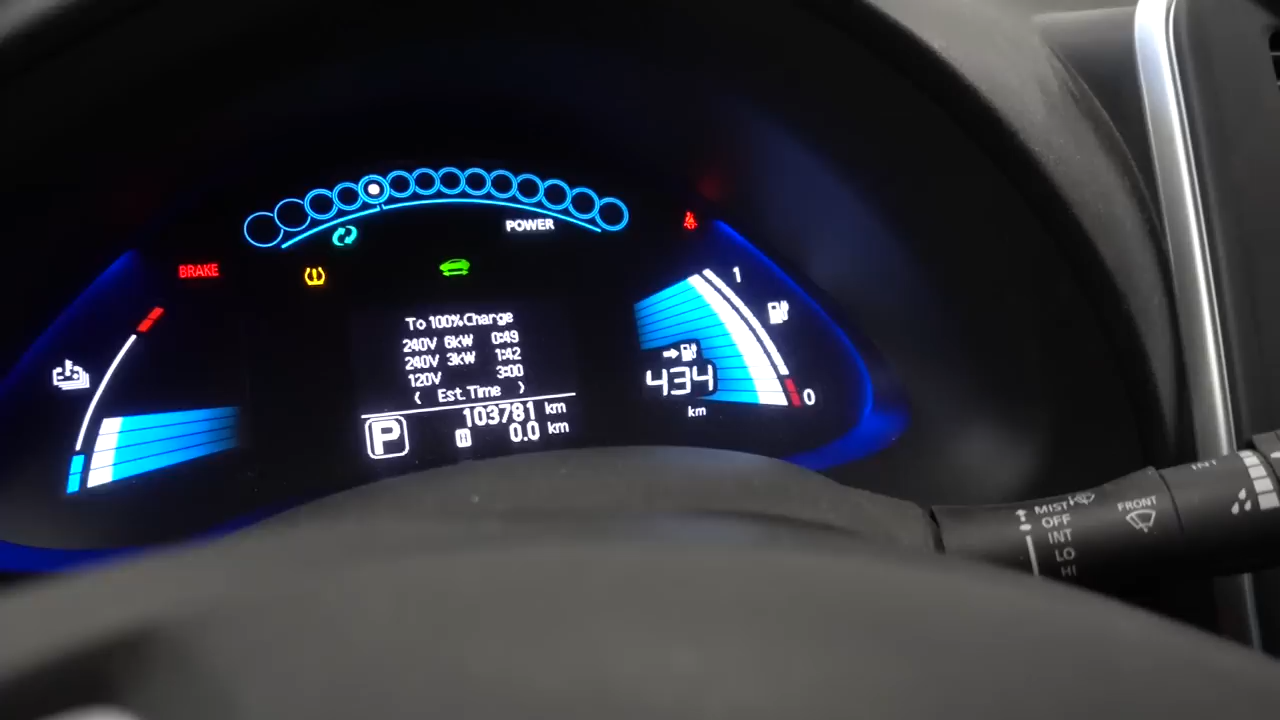 POWER
BRAKE
1
To 100% Charge
240V 6kW 0:49
240V 3kW 1:42
120V 3:00
Est. Time
434
km
0
103781 km
P
H 0.0 km
MIST
OFF
INT
LO
HI
FRONT
INT